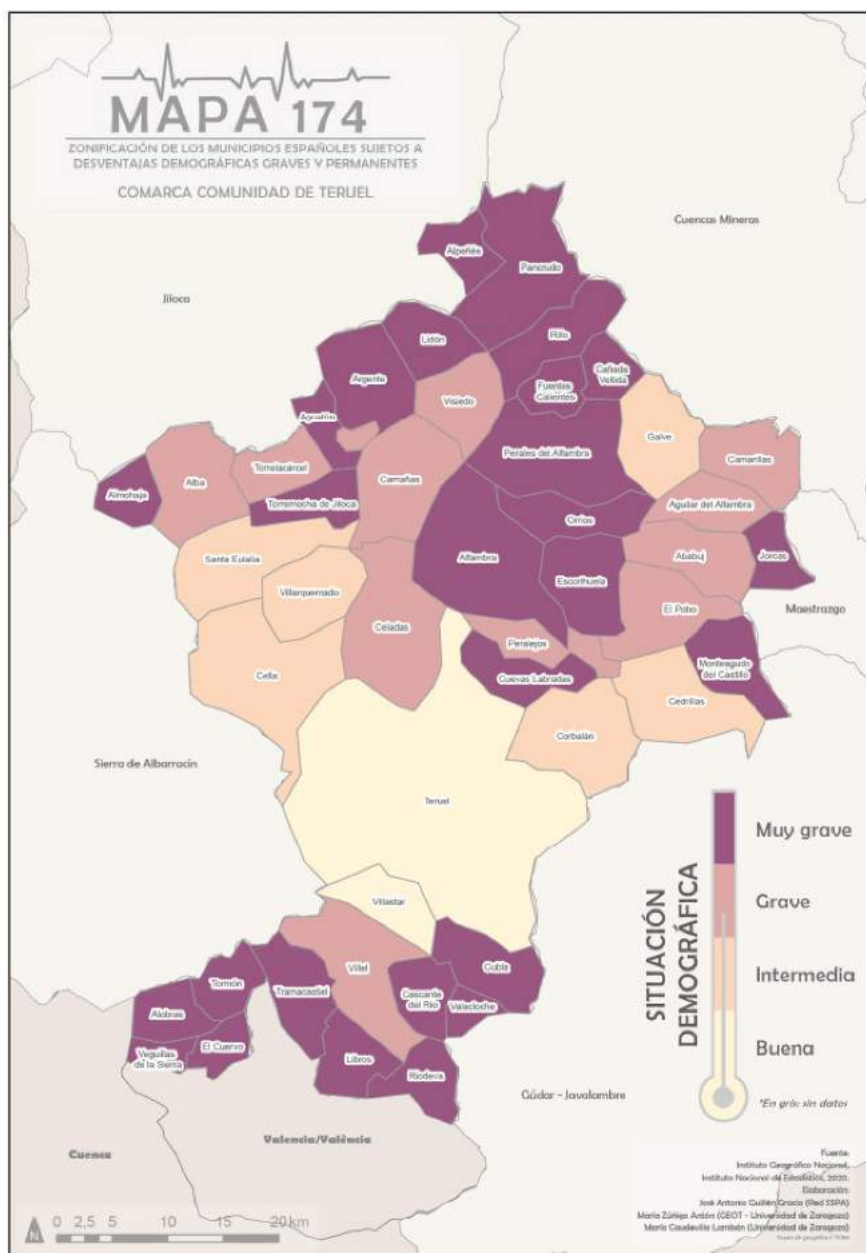 MAPA 174
ZONIFICACIÓN DE LOS MUNICIPIOS ESPAÑOLES SUJETOS A
DESVENTAJAS DEMOGRÁFICAS GRAVES Y PERMANENTES
COMARCA COMUNIDAD DE TERUEL
Cuencas Mineras
Alpeñés
Pancrudo
Jiloca
Lidón
Rillo
Argente
Cañada
Vellida
Fuentes
Calientes
Visiedo
Aguatón
Galve
Perales del Alfambra
Camarillas
Torrelacárcel
Camañas
Alba
Almohaja
Torremocha de Jiloca
Aguilar del Alfambra
Orrios
Santa Eulalia
Alfambra
Ababuj
Jorcas
Escorihuela
Villarquemado
El Pobo
Maestrazgo
Celadas
Peralejos
Monteagudo
del Castillo
Cella
Cuevas Labradas
Cedrillas
Corbalán
Sierra de Albarracín
Teruel
Villastar
SITUACIÓN
DEMOGRÁFICA
Muy grave
Grave
Intermedia
Buena
*En gris: sin datos
Villel
Cubla
Tormón
Tramacastiel
Cascante
del Río
Valacloche
Alobras
El Cuervo
Veguillas
de la Sierra
Libros
Riodeva
Gúdar - Javalambre
Valencia/València
Cuenca
Fuente:
Instituto Geográfico Nacional,
Instituto Nacional de Estadística, 2020.
Elaboración:
José Antonio Guillén Gracia (Red SSPA)
María Zúñiga Antón (GEOT - Universidad de Zaragoza)
María Caudevilla Lambán (Universidad de Zaragoza)
N
0 2,5 5 10 15 20 km